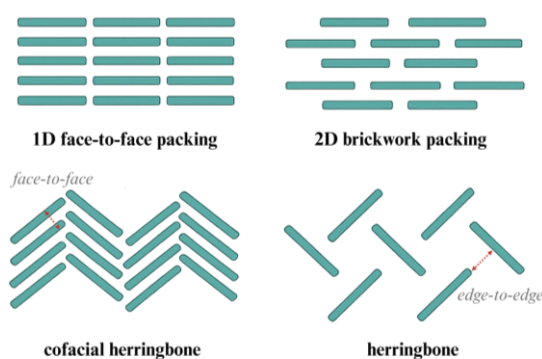 1D face-to-face packing
2D brickwork packing
face-to-face
edge-to-edge
cofacial herringbone
herringbone